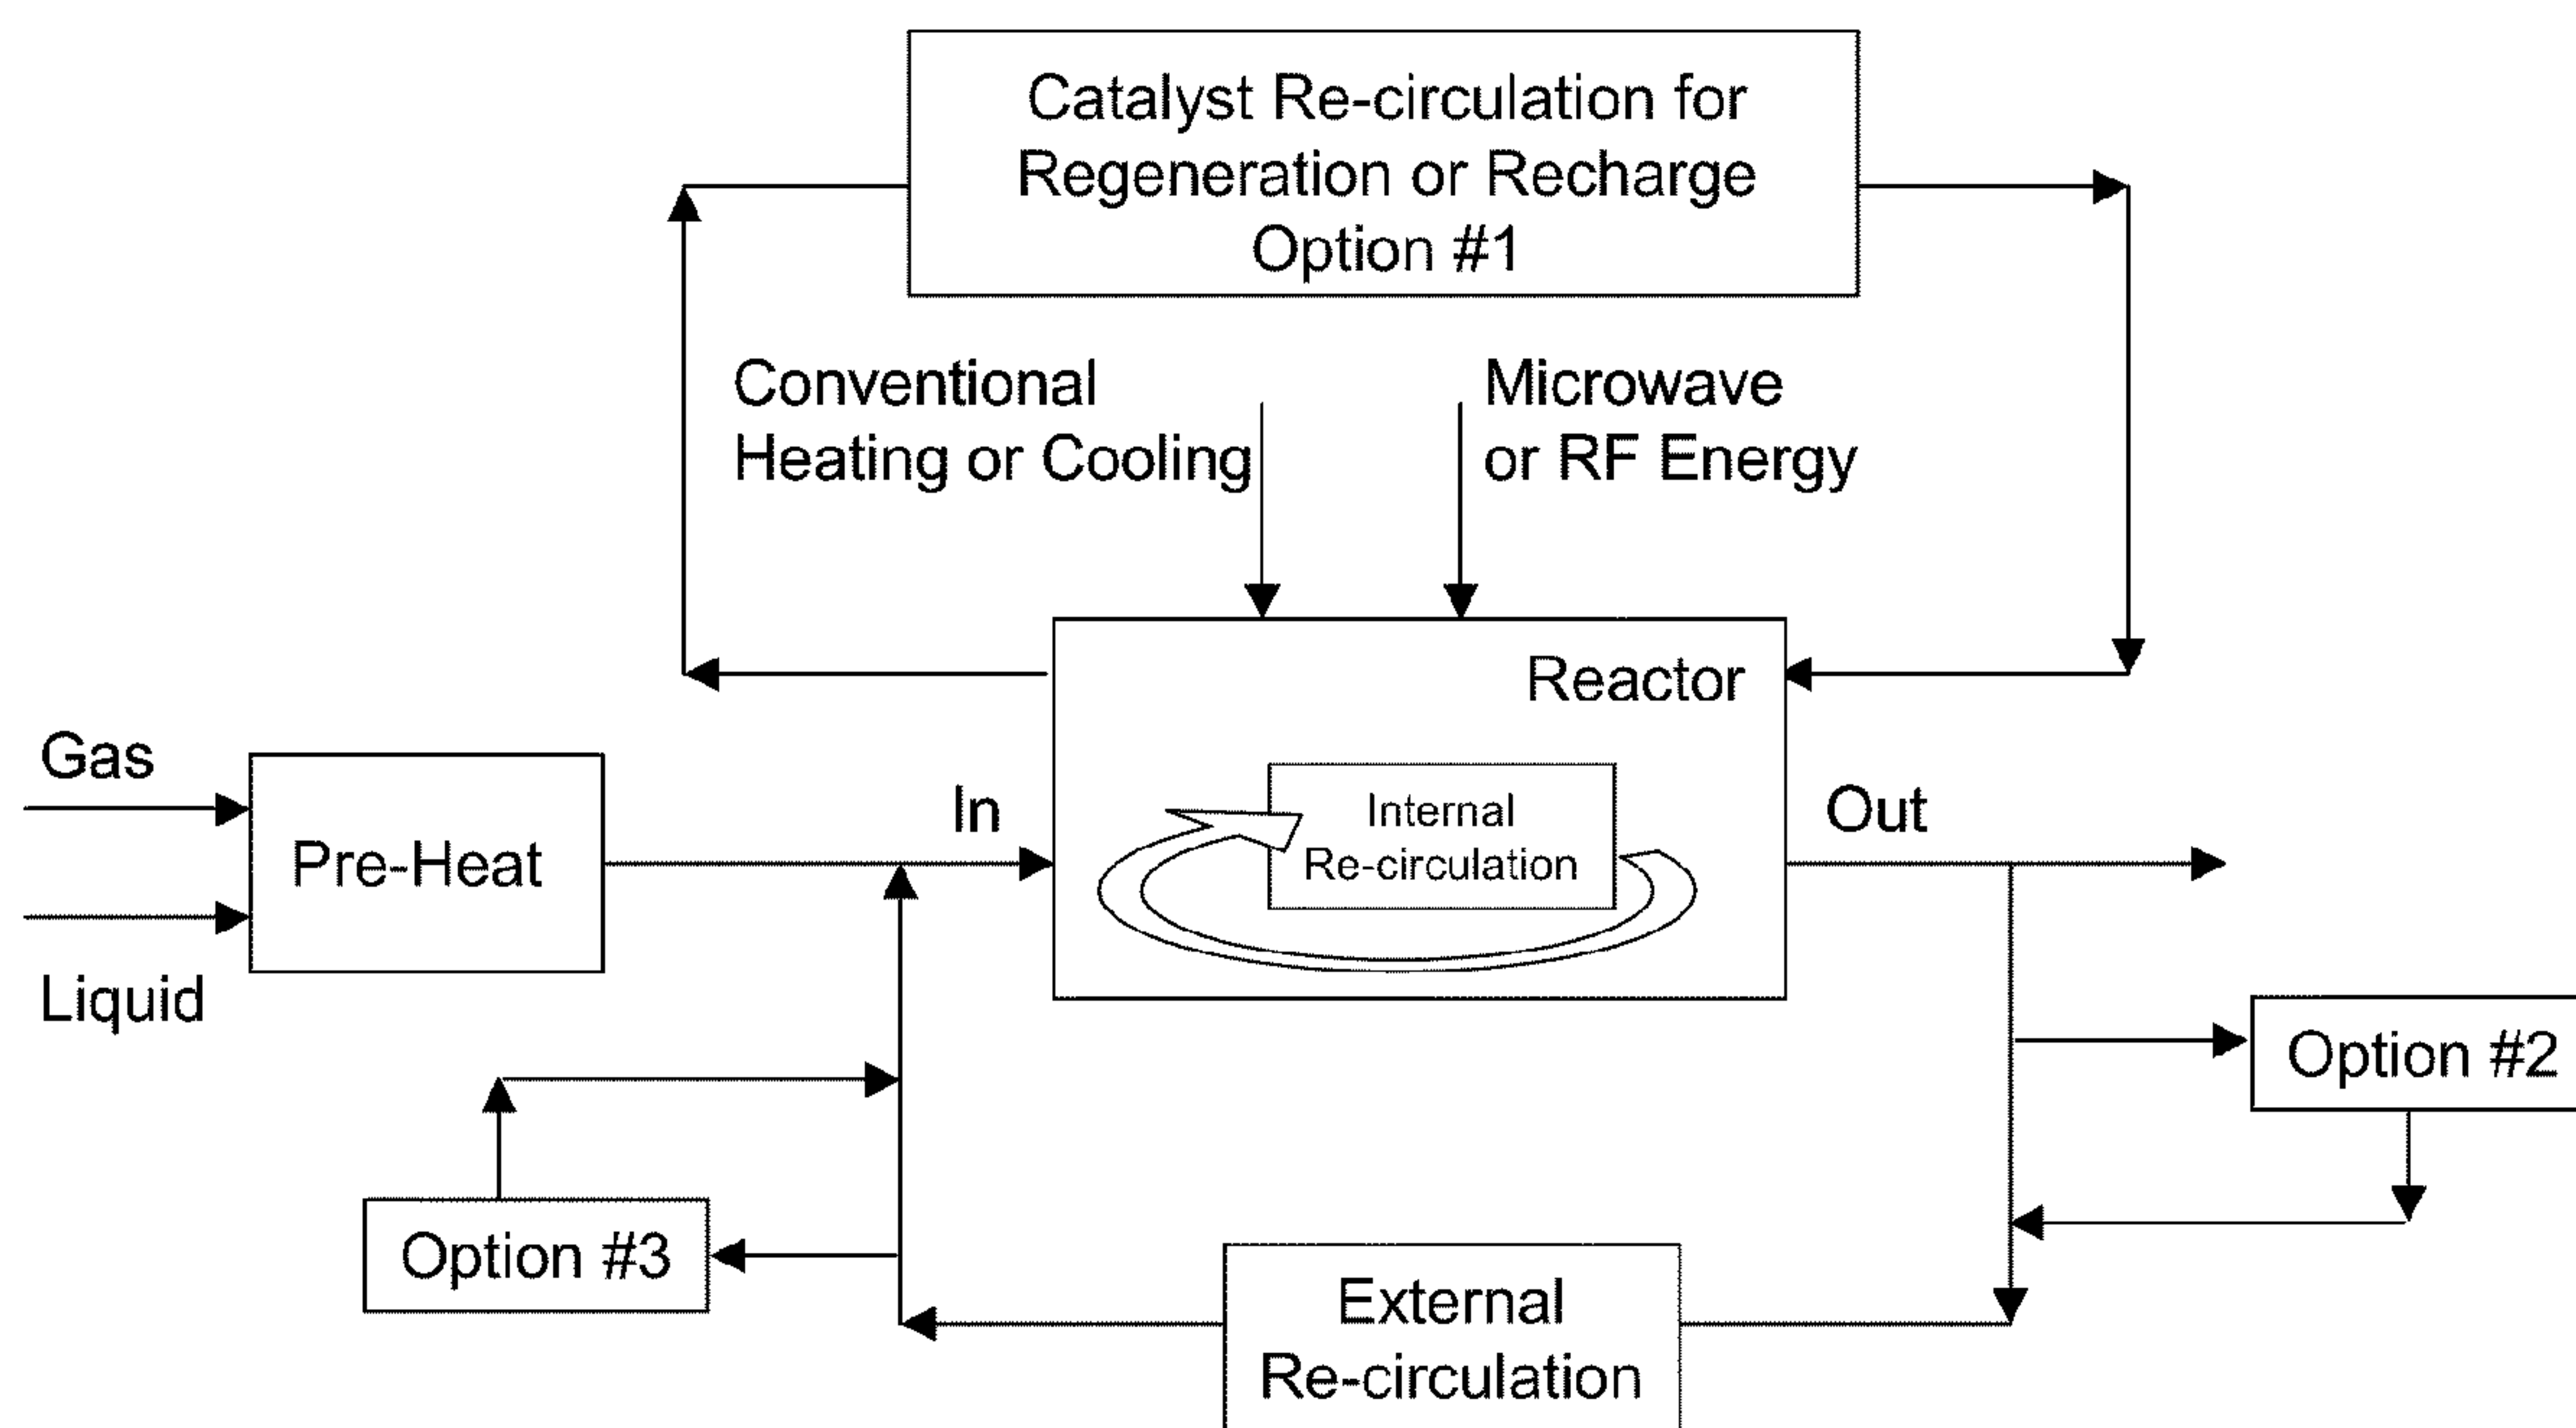 Catalyst Re-circulation for
Regeneration or Recharge
Option #1
Conventional
Heating or Cooling
Microwave
or RF Energy
Reactor
Gas
Liquid
Pre-Heat
In
Internal
Re-circulation
Out
Option #2
Option #3
External
Re-circulation